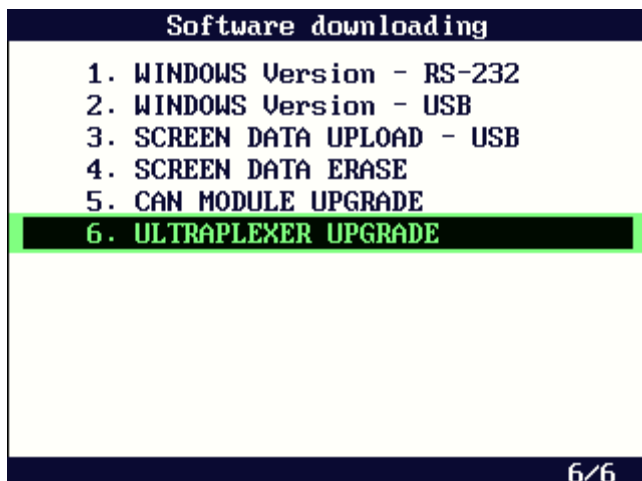 Software downloading
1. WINDOWS Version - RS-232
2. WINDOWS Version - USB
3. SCREEN DATA UPLOAD - USB
4. SCREEN DATA ERASE
5. CAN MODULE UPGRADE
6. ULTRAPLEXER UPGRADE
6/6